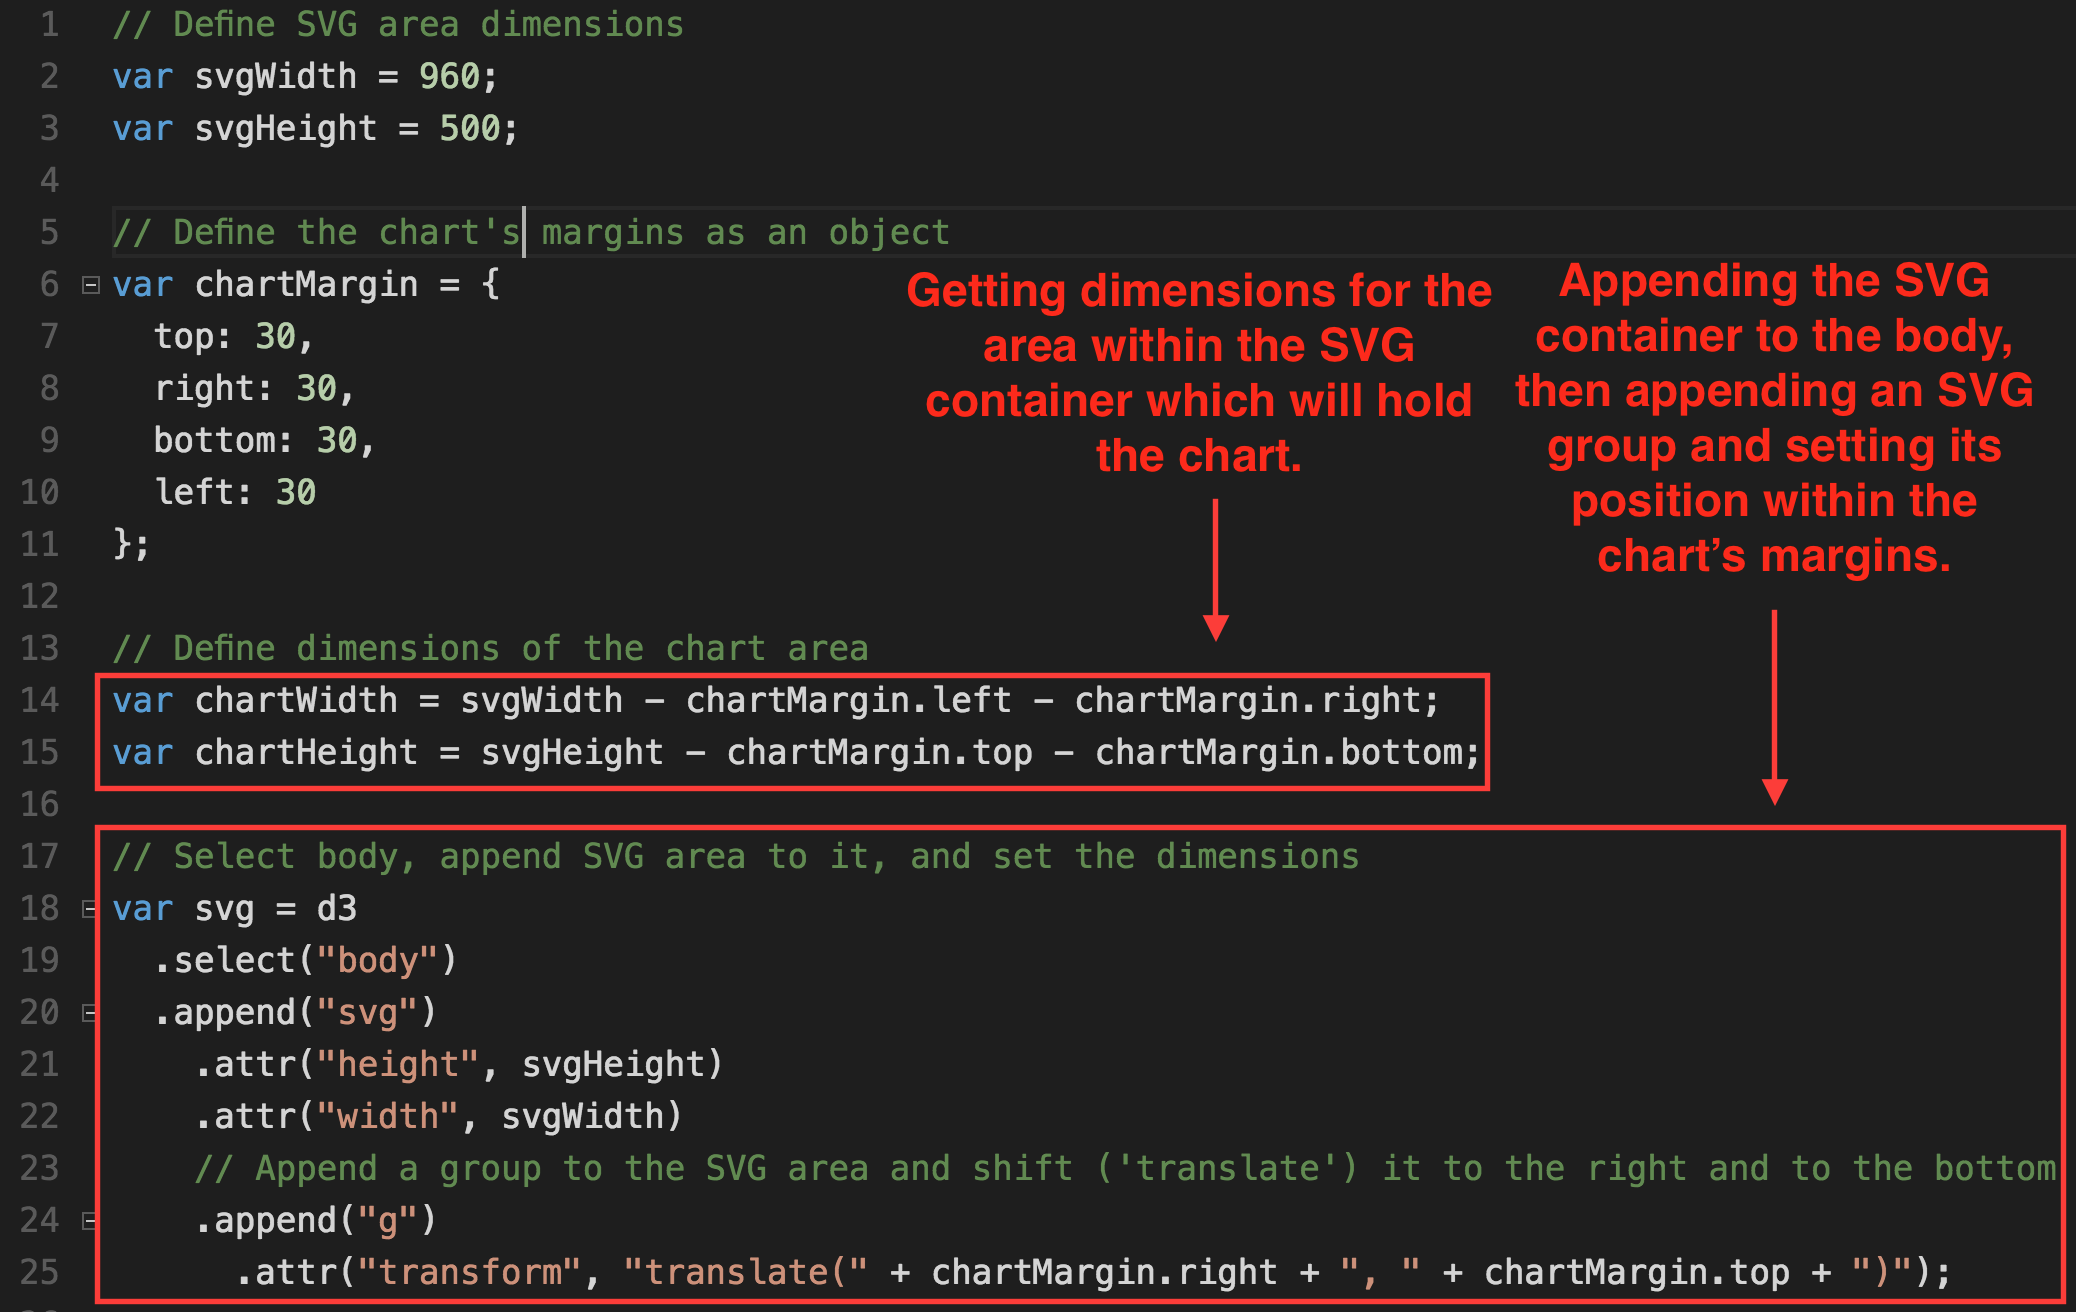 1 // Define SVG area dimensions
2 var svgWidth = 960;
3 var svgHeight = 500;
4
5 // Define the chart's margins as an object
6 var chartMargin = {
7 top: 30,
8 right: 30,
9 bottom: 30,
10 left: 30
11 };
12
Getting dimensions for the
area within the SVG
container which will hold
the chart.
Appending the SVG
container to the body,
then appending an SVG
group and setting its
position within the
chart’s margins.
13 // Define dimensions of the chart area
14 var chartWidth = svgWidth - chartMargin.left - chartMargin.right;
15 var chartHeight = svgHeight - chartMargin.top - chartMargin.bottom;
16
17 // Select body, append SVG area to it, and set the dimensions
18 var svg = d3
19 .select("body")
20 .append("svg")
21 .attr("height", svgHeight)
22 .attr("width", svgWidth)
23 // Append a group to the SVG area and shift ('translate') it to the right and to the bottom
24 .append("g")
25 .attr("transform", "translate(" + chartMargin.right + ", " + chartMargin.top + ")");